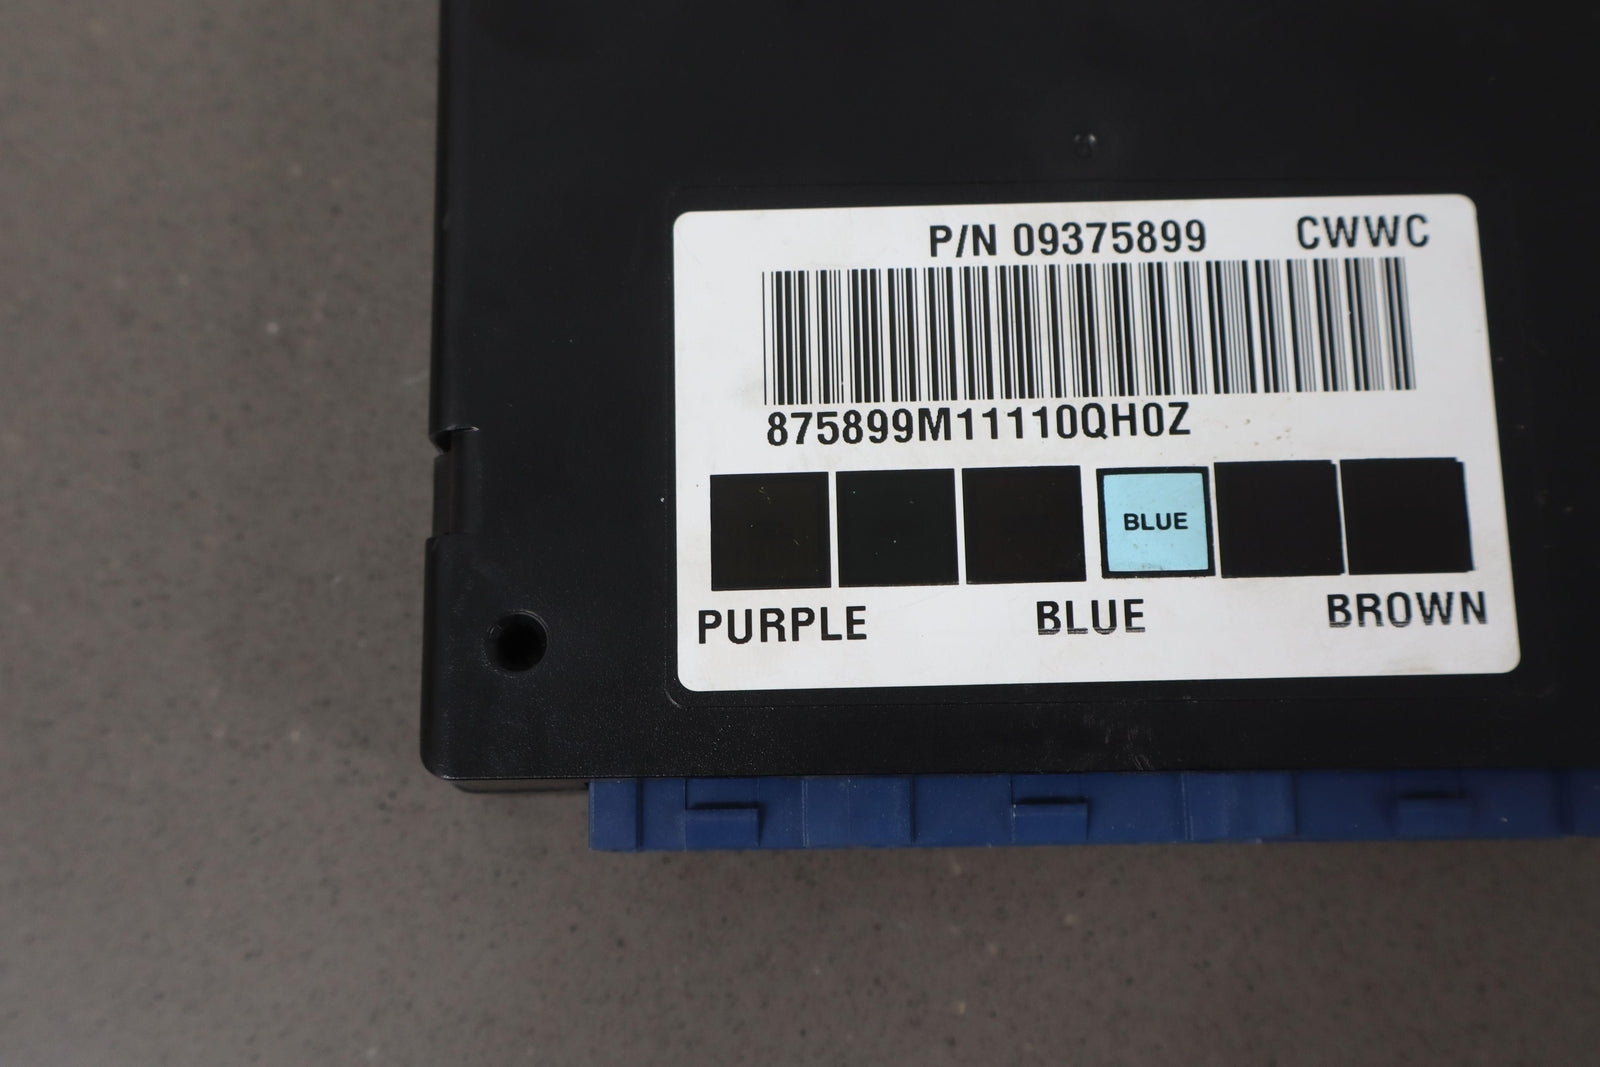 P/N 09375899 CWWC
875899M11110QH0Z
BLUE
PURPLE BLUE BROWN